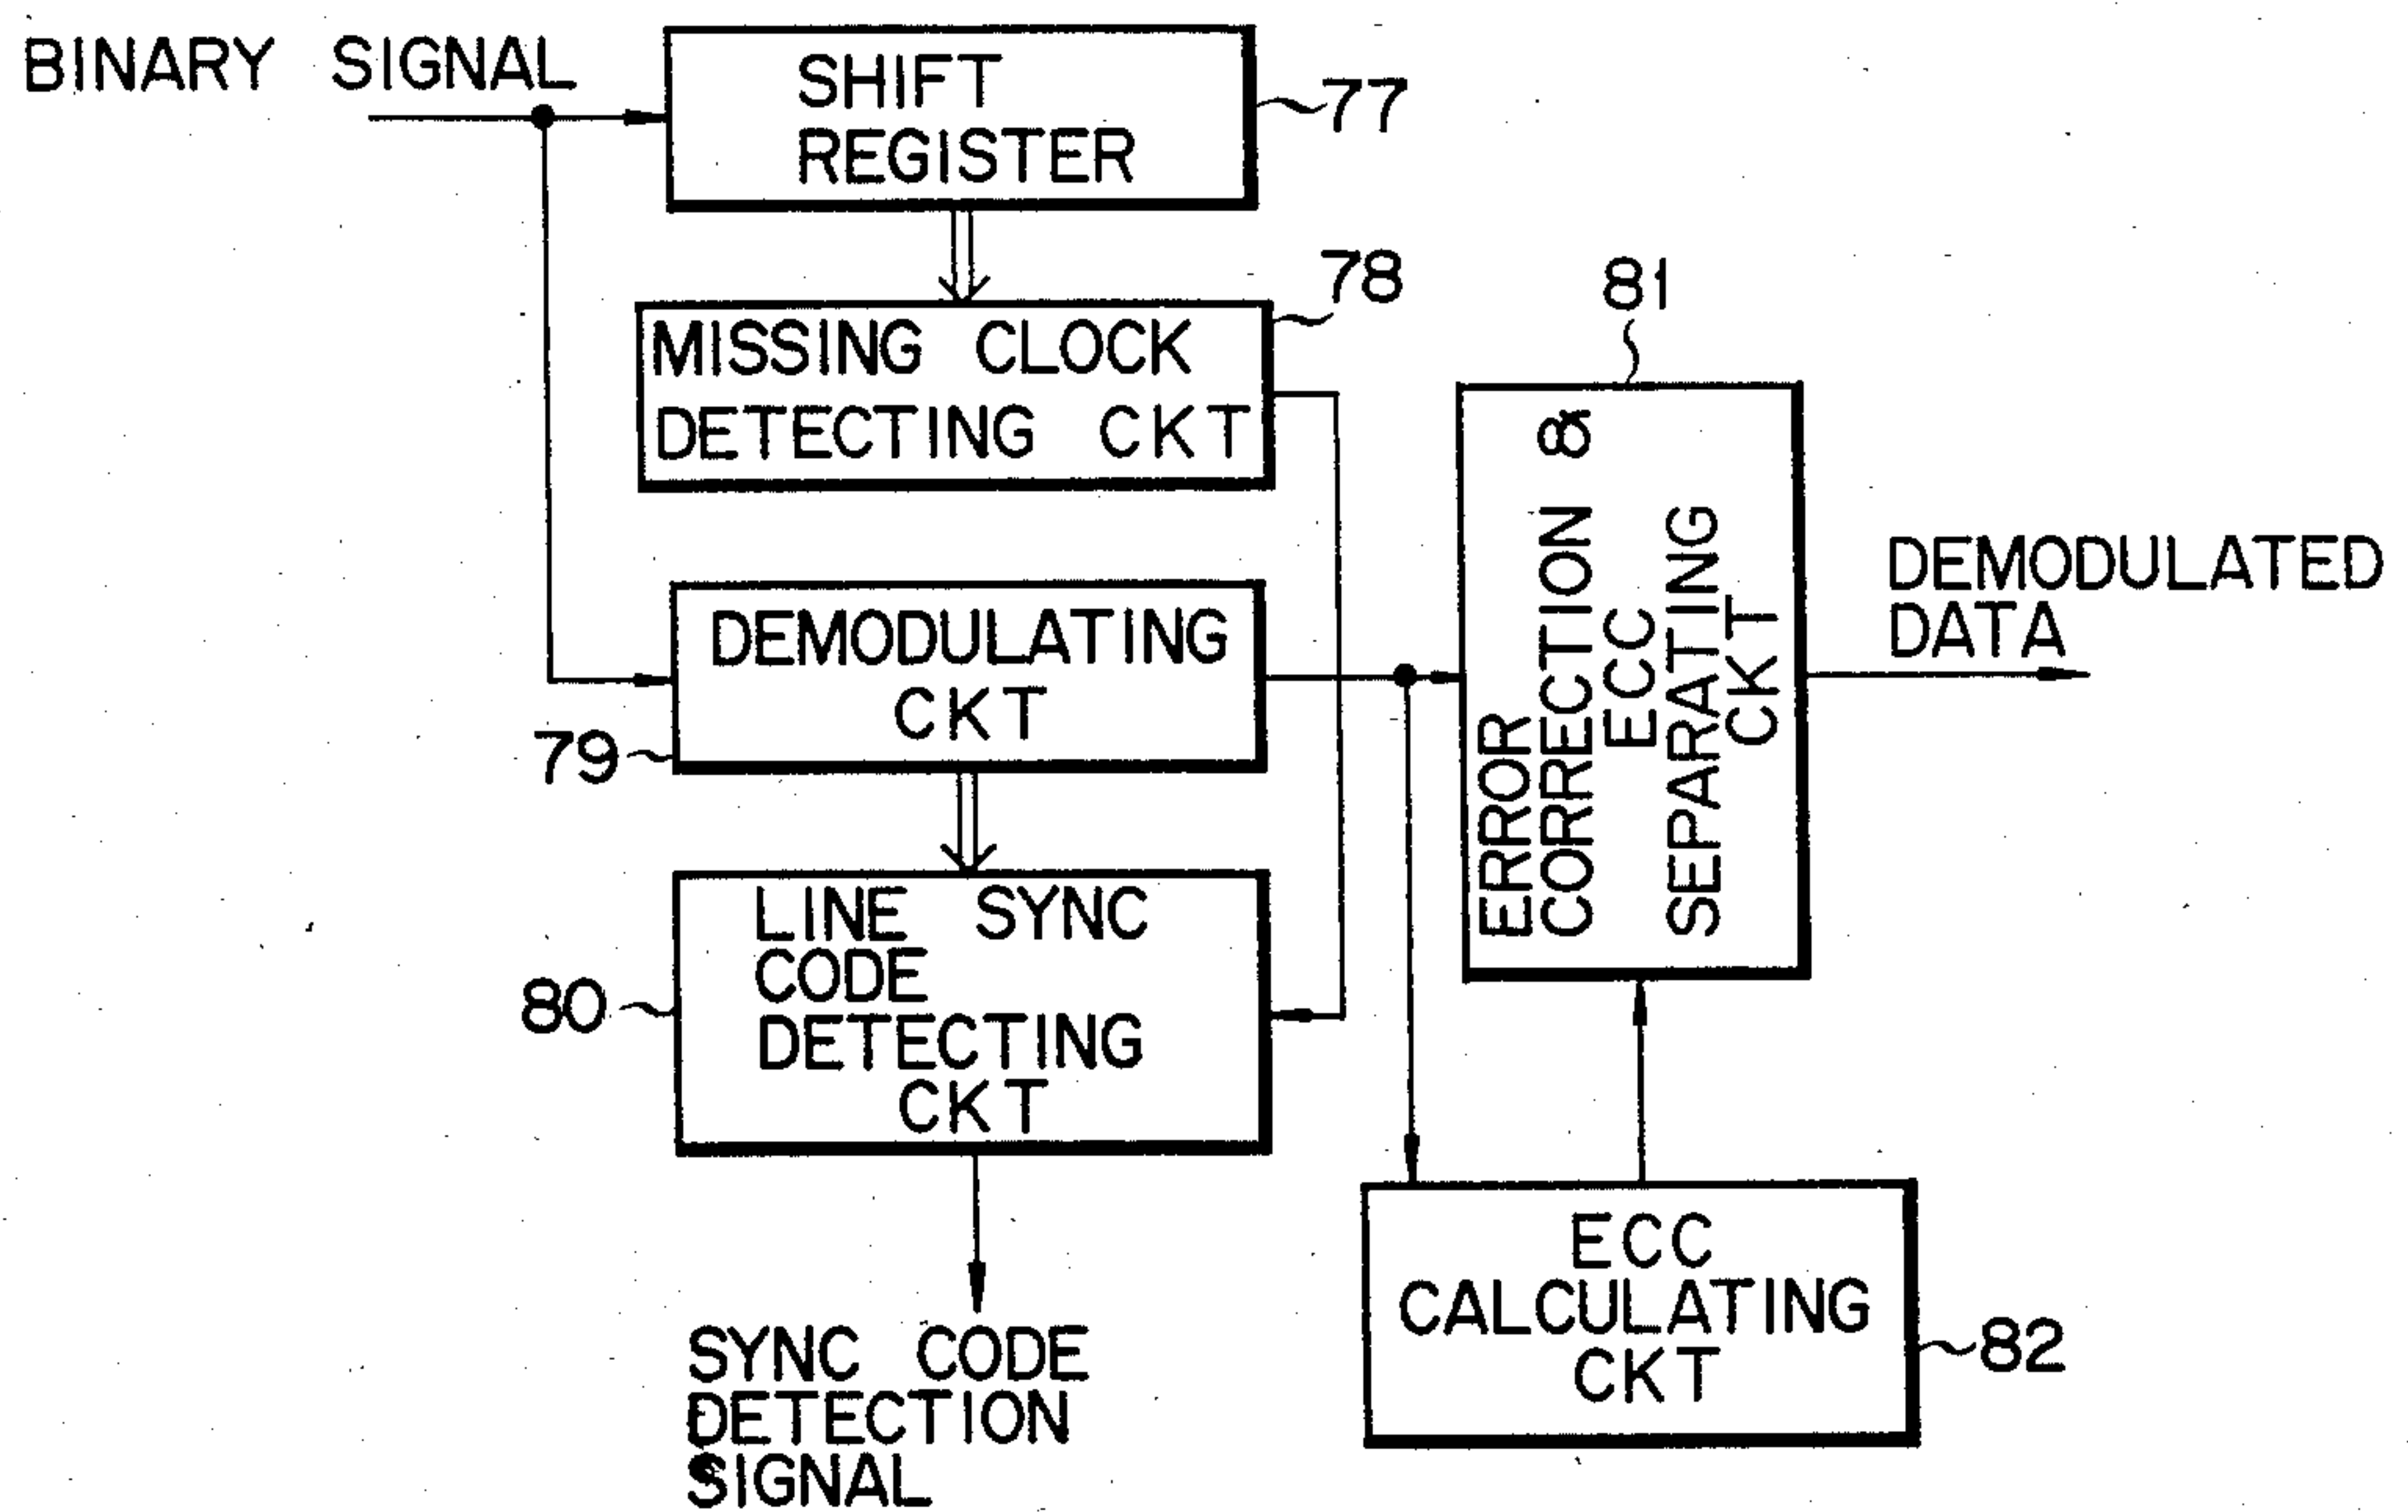 BINARY SIGNAL
SHIFT
REGISTER
77
MISSING CLOCK
DETECTING CKT
78
81
ERROR
CORRECTION &
ECC
SEPARATING
CKT
DEMODULATED
DATA
DEMODULATING
CKT
79
LINE SYNC
CODE
DETECTING
CKT
80
ECC
CALCULATING
CKT
82
SYNC CODE
DETECTION
SIGNAL